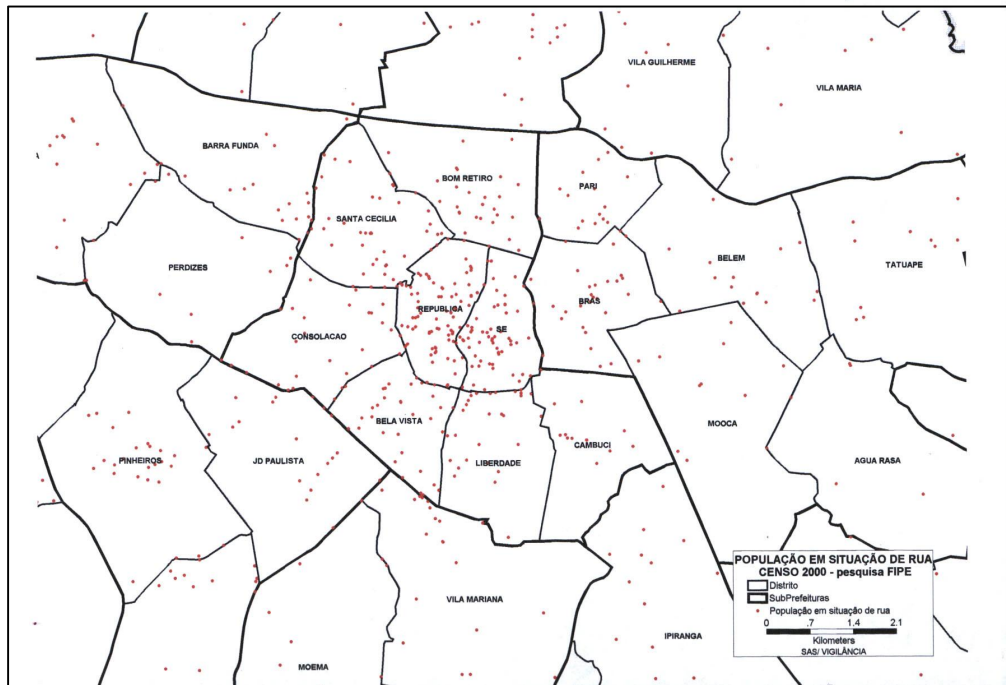 VILA GUILHERME
VILA MARIA
BARRA FUNDA
BOM RETIRO
PARI
SANTA CECILIA
PERDIZES
BELEM
TATUAPE
REPUBLICA
BRAS
SE
CONSOLACAO
BELA VISTA
MOOCA
CAMBUCI
PINHEIROS
JD PAULISTA
LIBERDADE
AGUA RASA
VILA MARIANA
IPIRANGA
MOEMA
POPULAÇÃO EM SITUAÇÃO DE RUA
CENSO 2000 - pesquisa FIPE
Distrito
SubPrefeituras
População em situação de rua
0 .7 1.4 2.1
Kilometers
SAS/ VIGILÂNCIA